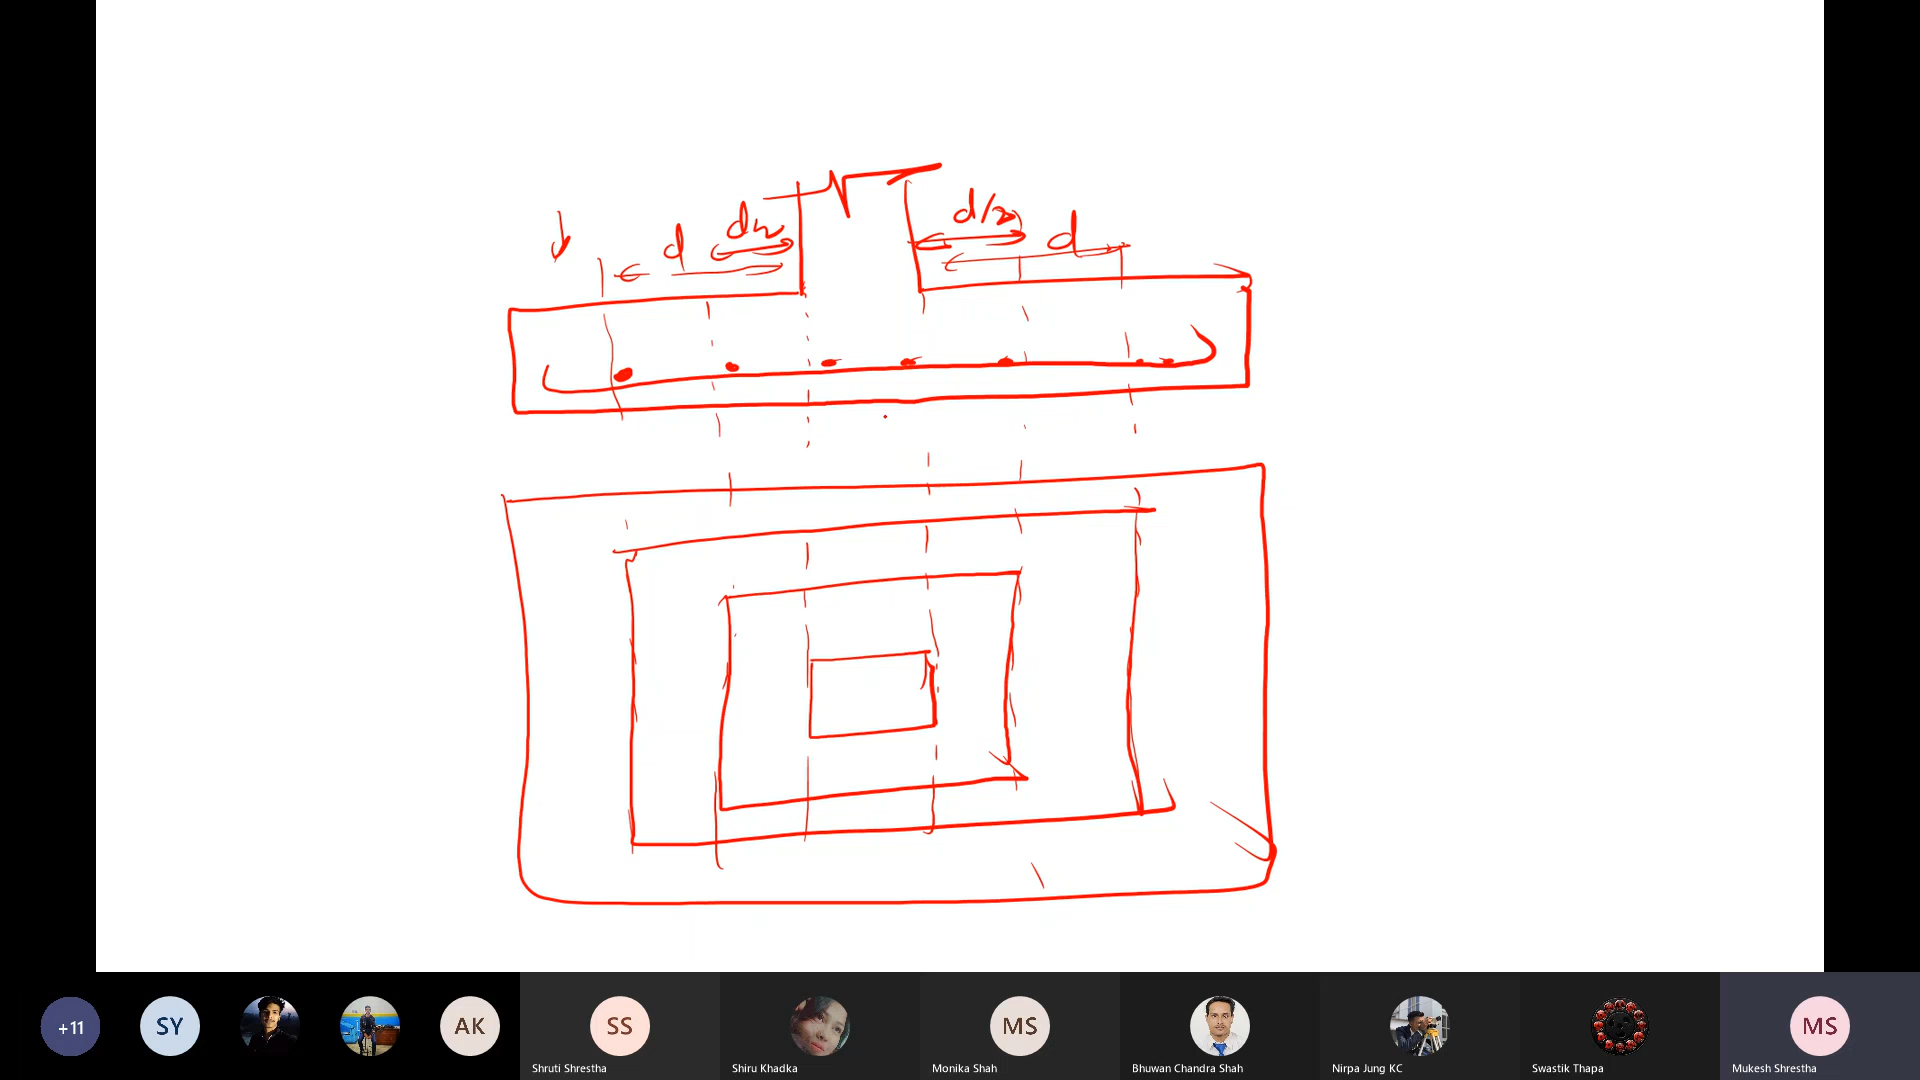 d/2
d/2
d
d
+11
SY
AK
SS
MS
MS
Shruti Shrestha
Shiru Khadka
Monika Shah
Bhuwan Chandra Shah
Nirpa Jung KC
Swastik Thapa
Mukesh Shrestha